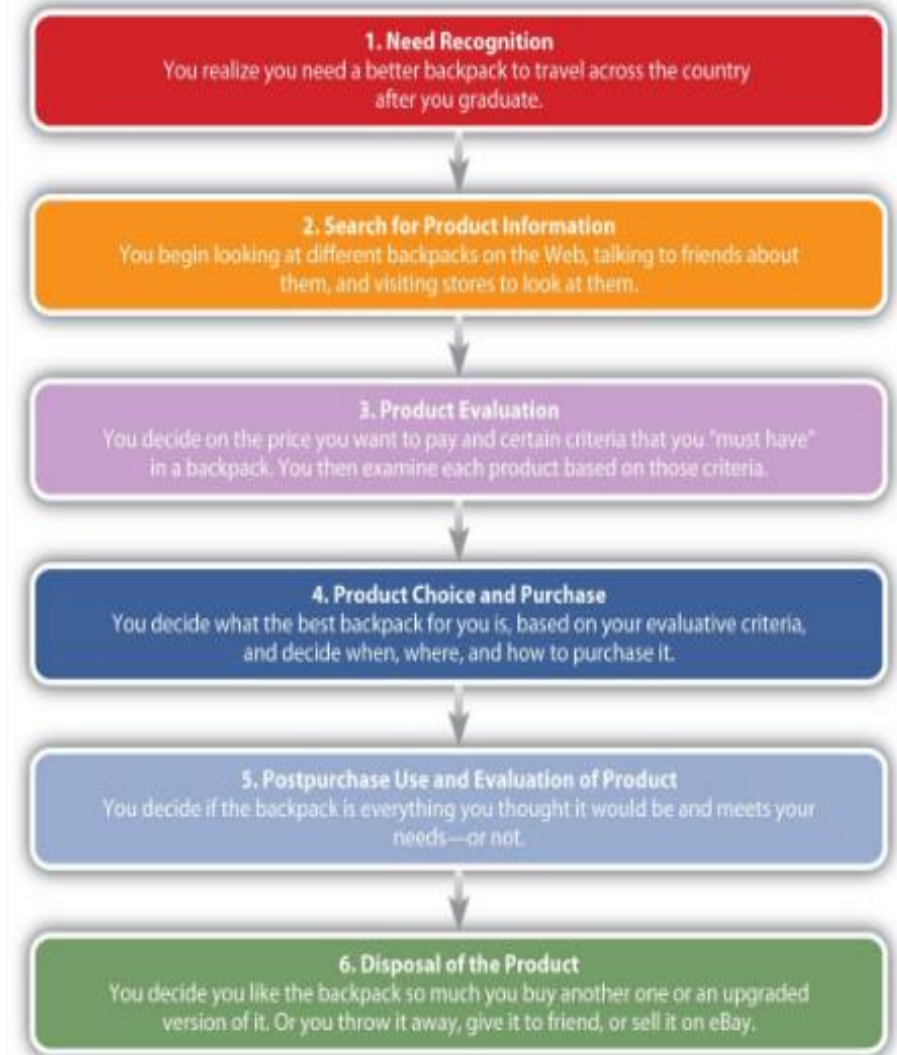 1. Need Recognition
You realize you need a better backpack to travel across the country
after you graduate.
2. Search for Product Information
You begin looking at different backpacks on the Web, talking to friends about
them, and visiting stores to look at them.
3. Product Evaluation
You decide on the price you want to pay and certain criteria that you “must have”
in a backpack. You then examine each product based on those criteria.
4. Product Choice and Purchase
You decide what the best backpack for you is, based on your evaluative criteria,
and decide when, where, and how to purchase it.
5. Postpurchase Use and Evaluation of Product
You decide if the backpack is everything you thought it would be and meets your
needs—or not.
6. Disposal of the Product
You decide you like the backpack so much you buy another one or an upgraded
version of it. Or you throw it away, give it to friend, or sell it on eBay.